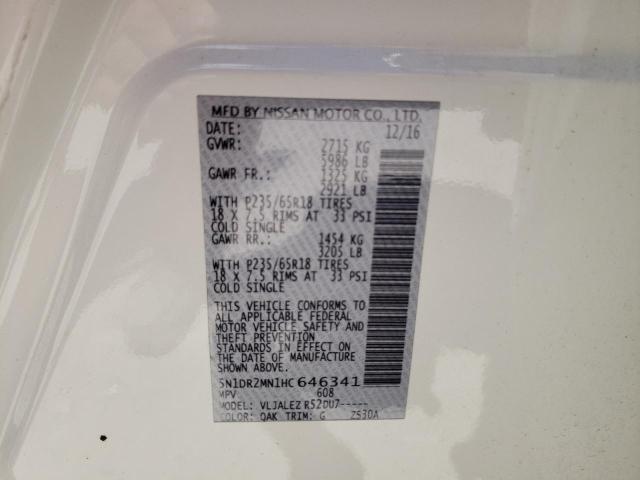 MFD BY NISSAN MOTOR CO., LTD.
DATE: 12/16
GVWR: 2715 KG
5986 LB
GAWR FR.: 1325 KG
2921 LB
WITH P235/65R18 TIRES
18 X 7.5 RIMS AT 33 PSI
COLD SINGLE
GAWR RR.: 1454 KG
3205 LB
WITH P235/65R18 TIRES
18 X 7.5 RIMS AT 33 PSI
COLD SINGLE
THIS VEHICLE CONFORMS TO
ALL APPLICABLE FEDERAL
MOTOR VEHICLE SAFETY AND
THEFT PREVENTION
STANDARDS IN EFFECT ON
THE DATE OF MANUFACTURE
SHOWN ABOVE.
5N1DR2MN1HC646341
MPV 608
MODEL: VLJALEZ R52DU7-----
COLOR: QAK TRIM: G Z530A